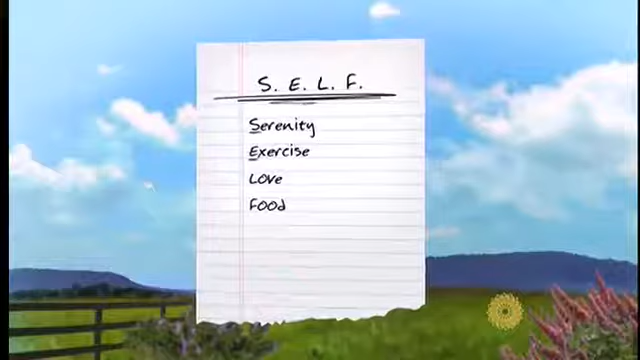 S. E. L. F.
Serenity
Exercise
Love
Food